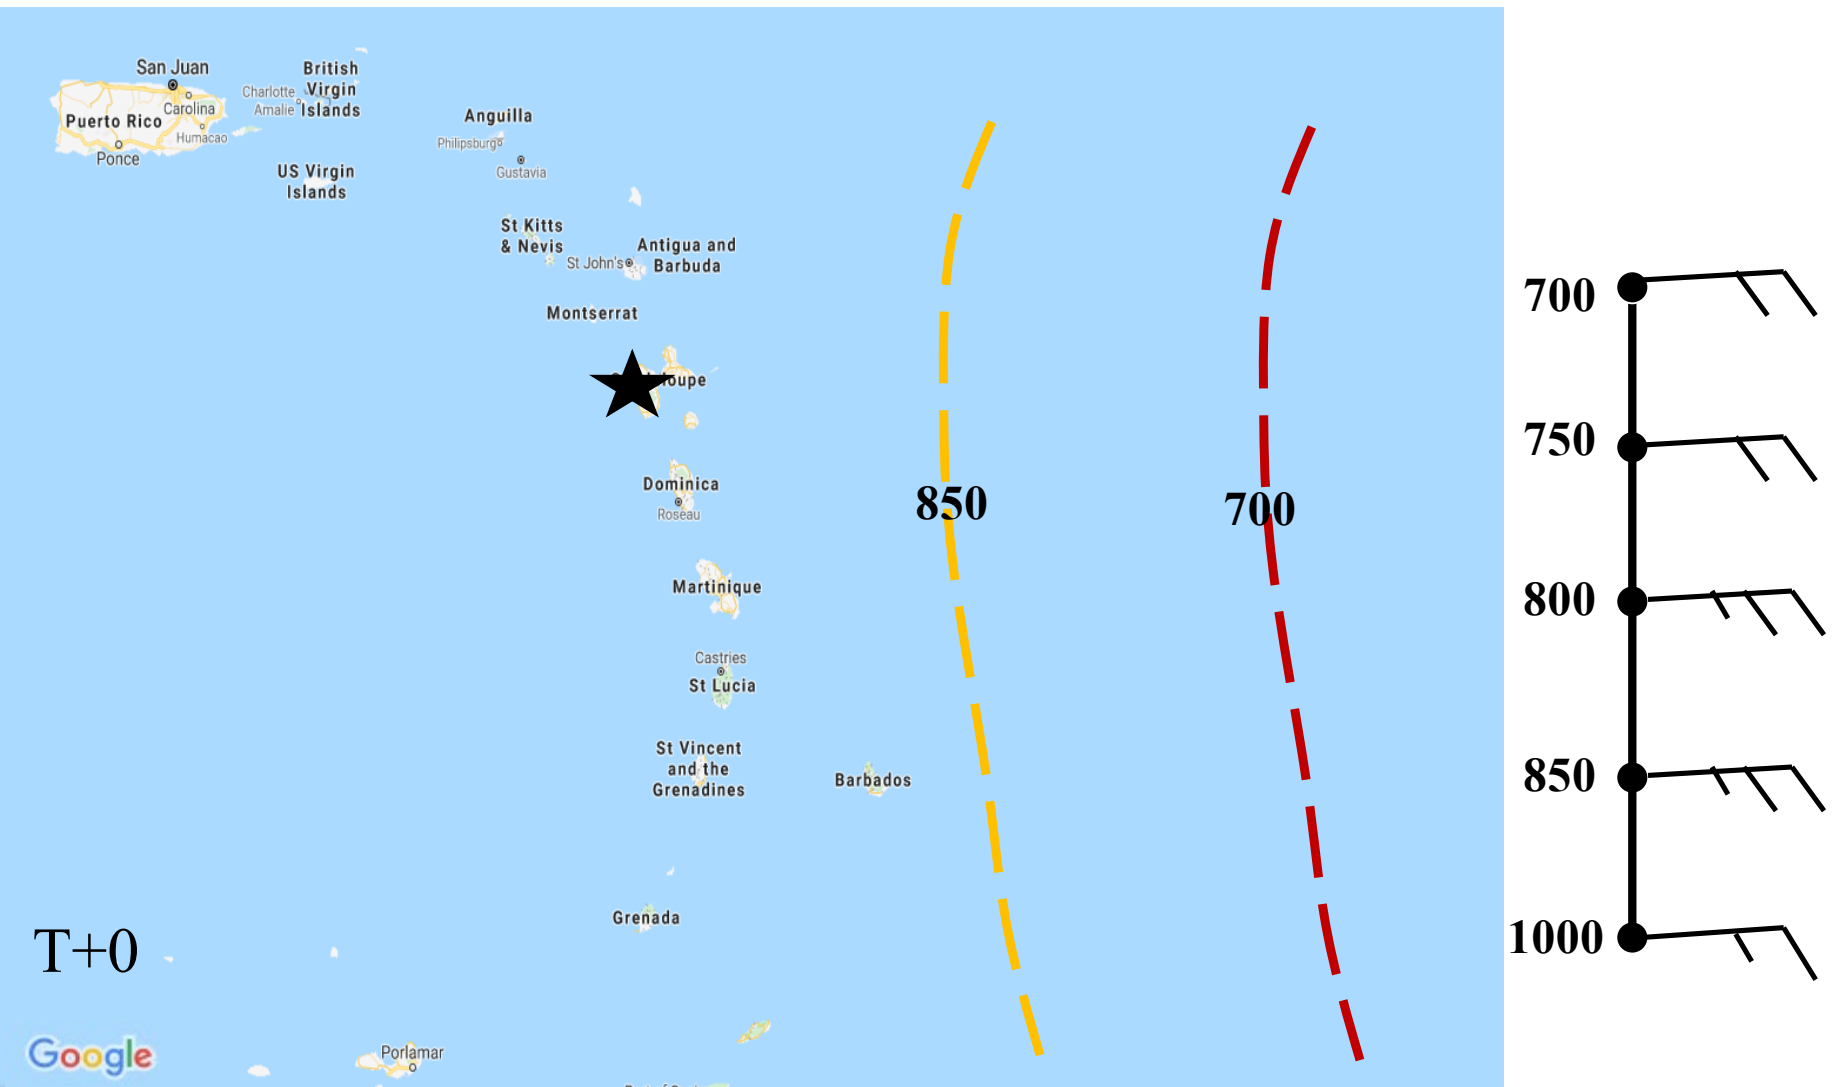 San Juan
Carolina
Puerto Rico
Humacao
Ponce
British
Virgin
Islands
Charlotte
Amalie
US Virgin
Islands
Anguilla
Philipsburg
Gustavia
St Kitts
& Nevis
Antigua and
Barbuda
St John's
Montserrat
Dominica
Roseau
Martinique
Castries
St Lucia
St Vincent
and the
Grenadines
Barbados
Grenada
Porlamar
850
700
T+0
Google
700
750
800
850
1000